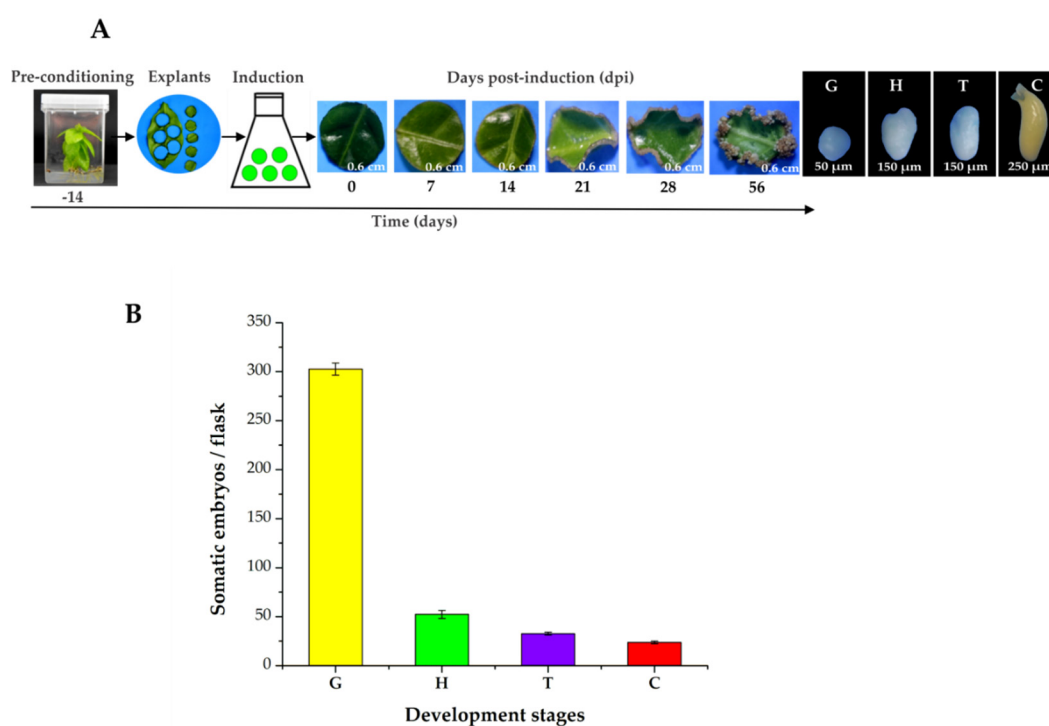 A
Pre-conditioning Explants Induction Days post-induction (dpi)
G H T C
0.6 cm 0.6 cm 0.6 cm 0.6 cm 0.6 cm 0.6 cm
50 μm 150 μm 150 μm 250 μm
-14 0 7 14 21 28 56
Time (days)
B
Somatic embryos / flask
350
300
250
200
150
100
50
0
G H T C
Development stages